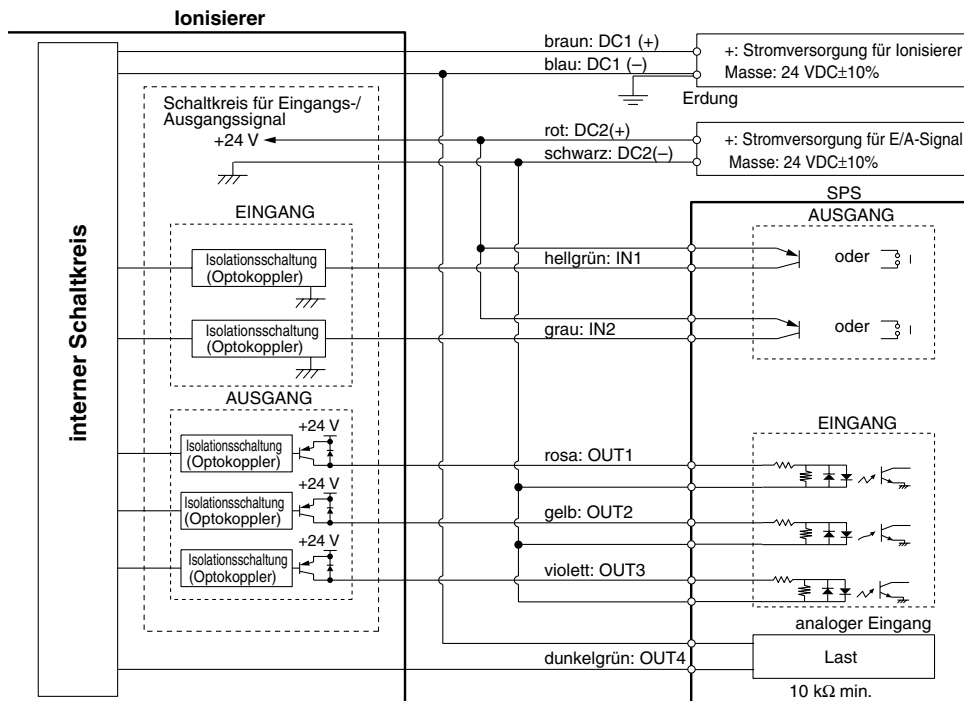 Ionisierer
interner Schaltkreis
braun: DC1 (+)
blau: DC1 (–)
+: Stromversorgung für Ionisierer
Masse: 24 VDC±10%
Erdung
Schaltkreis für Eingangs-/
Ausgangssignal
+24 V
rot: DC2(+)
schwarz: DC2(–)
+: Stromversorgung für E/A-Signal
Masse: 24 VDC±10%
SPS
EINGANG
AUSGANG
Isolationsschaltung
(Optokoppler)
hellgrün: IN1
oder
Isolationsschaltung
(Optokoppler)
grau: IN2
oder
AUSGANG
EINGANG
+24 V
Isolationsschaltung
(Optokoppler)
rosa: OUT1
+24 V
Isolationsschaltung
(Optokoppler)
gelb: OUT2
+24 V
Isolationsschaltung
(Optokoppler)
violett: OUT3
analoger Eingang
dunkelgrün: OUT4
Last
10 kΩ min.